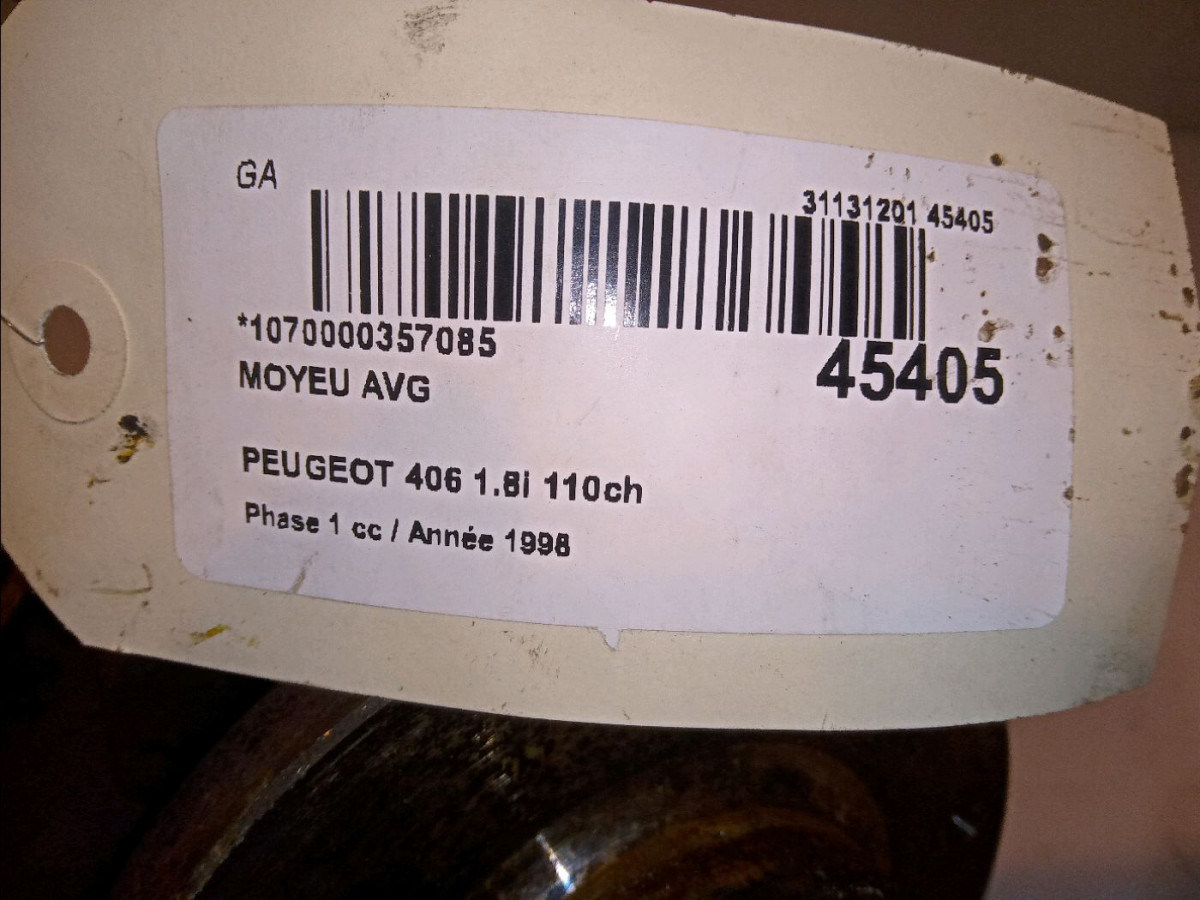 GA
31131201 45405
*1070000357085
45405
MOYEU AVG
PEUGEOT 406 1.8i 110ch
Phase 1 cc / Année 1998